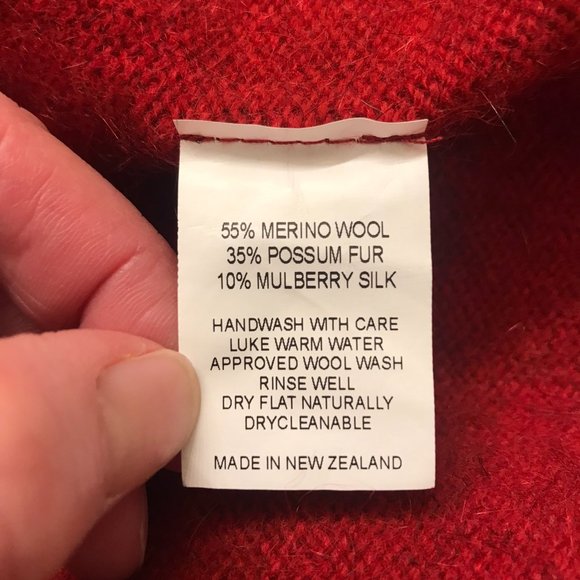 55% MERINO WOOL
35% POSSUM FUR
10% MULBERRY SILK
HANDWASH WITH CARE
LUKE WARM WATER
APPROVED WOOL WASH
RINSE WELL
DRY FLAT NATURALLY
DRYCLEANABLE
MADE IN NEW ZEALAND